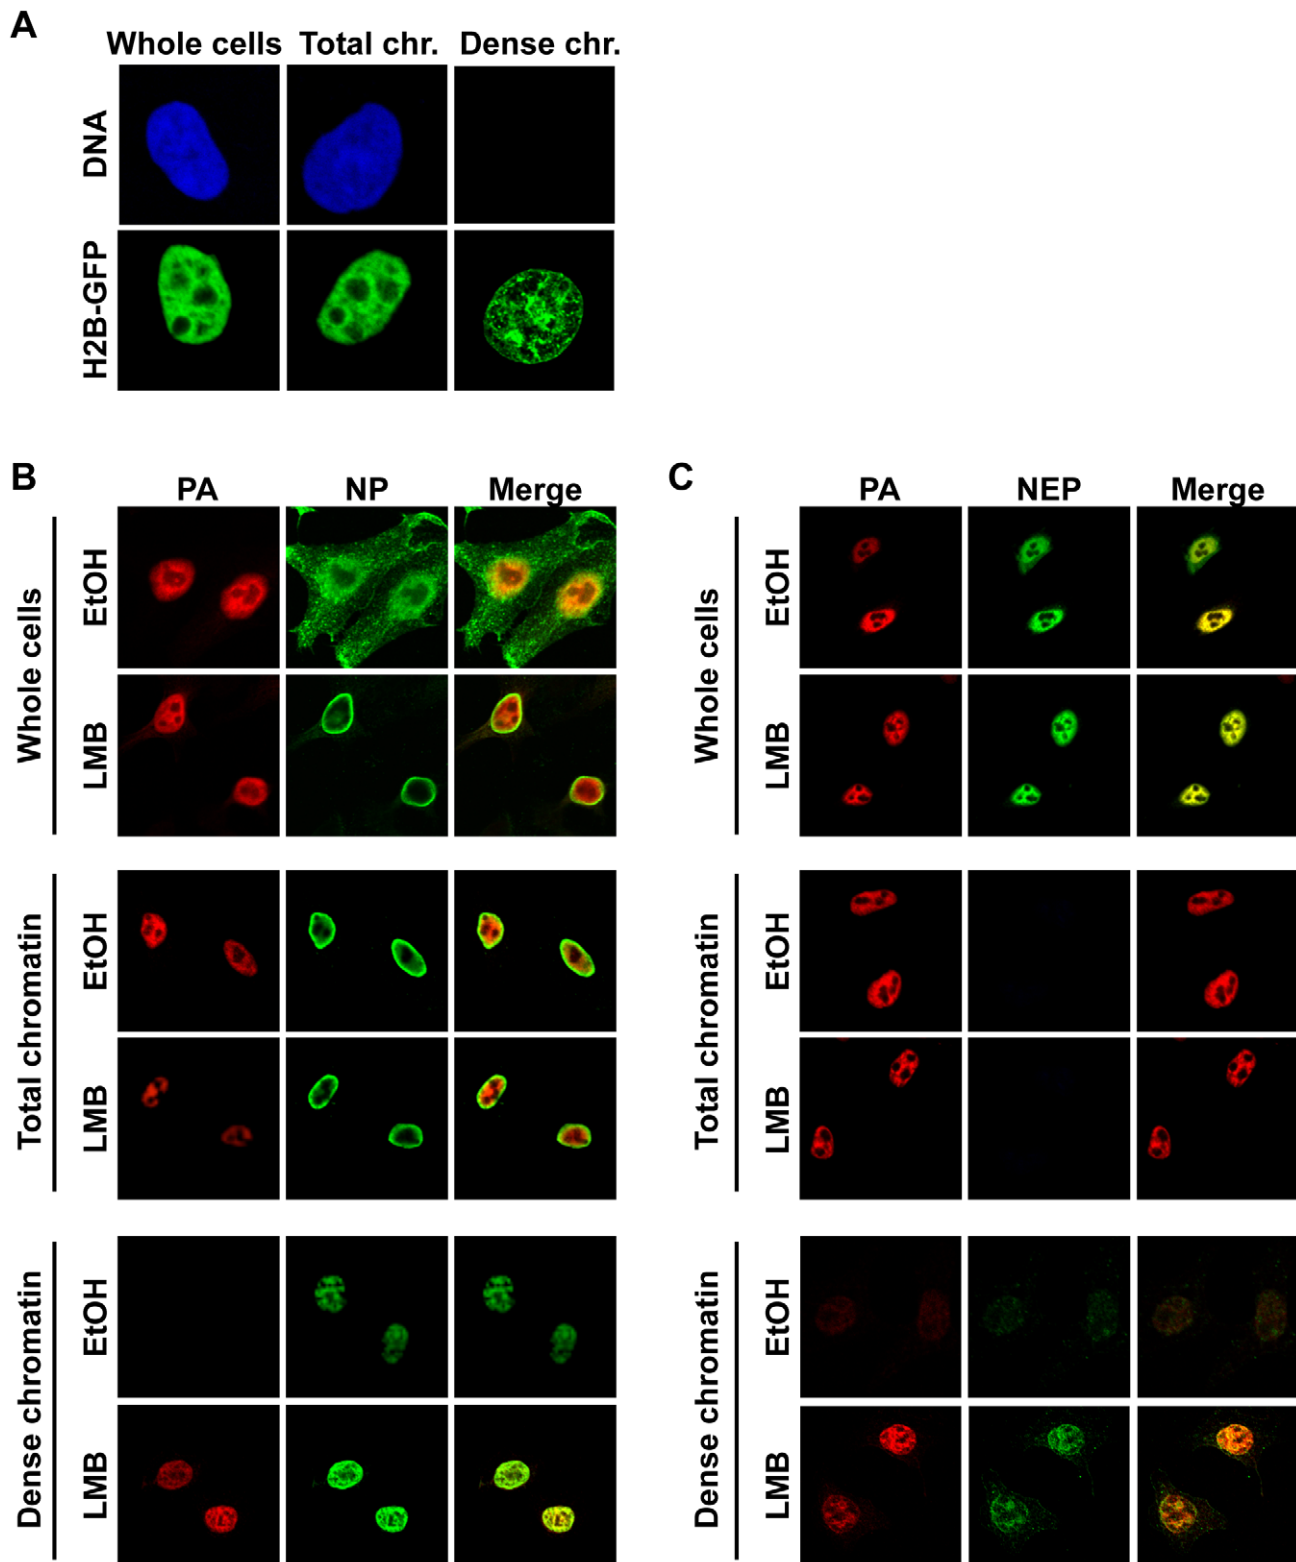 A
Whole cells Total chr. Dense chr.
DNA
H2B-GFP
B
PA NP Merge
Whole cells
EtOH
LMB
Total chromatin
EtOH
LMB
Dense chromatin
EtOH
LMB
C
PA NEP Merge
Whole cells
EtOH
LMB
Total chromatin
EtOH
LMB
Dense chromatin
EtOH
LMB